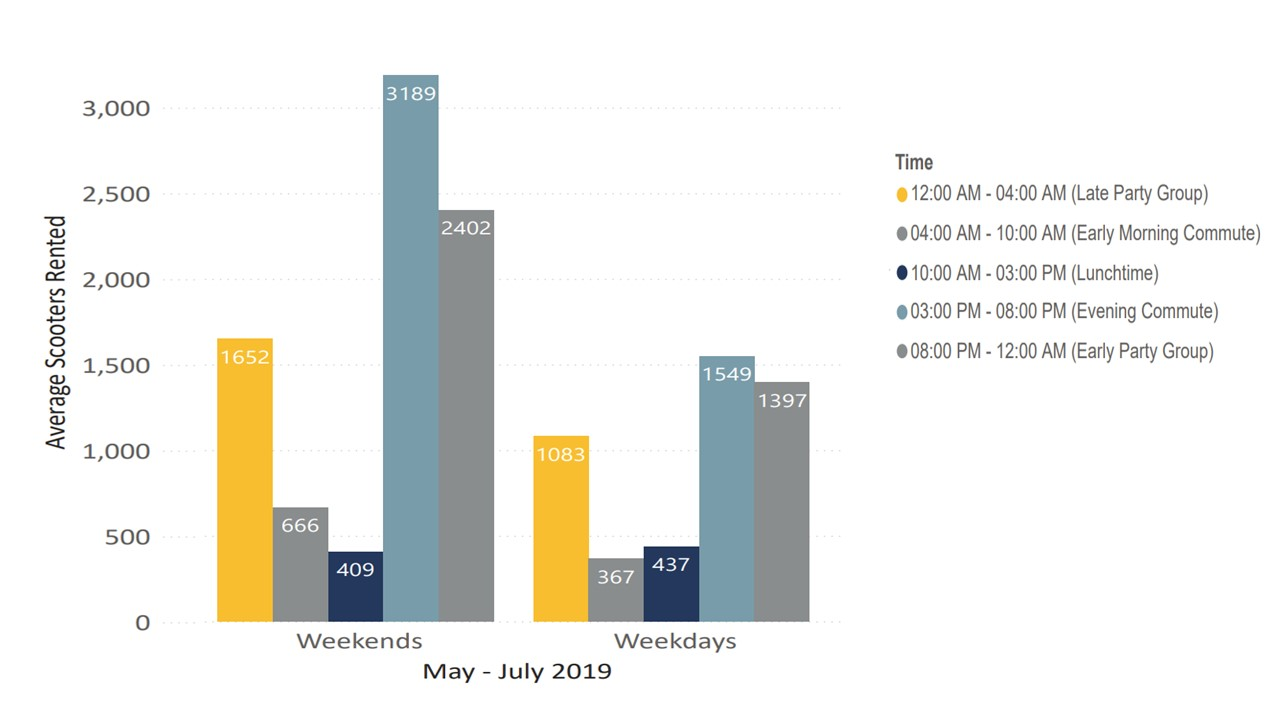 3,000
2,500
2,000
1,500
1,000
500
0
Average Scooters Rented
1652
666
409
3189
2402
1083
367
437
1549
1397
Weekends
Weekdays
May - July 2019
Time
12:00 AM - 04:00 AM (Late Party Group)
04:00 AM - 10:00 AM (Early Morning Commute)
10:00 AM - 03:00 PM (Lunchtime)
03:00 PM - 08:00 PM (Evening Commute)
08:00 PM - 12:00 AM (Early Party Group)